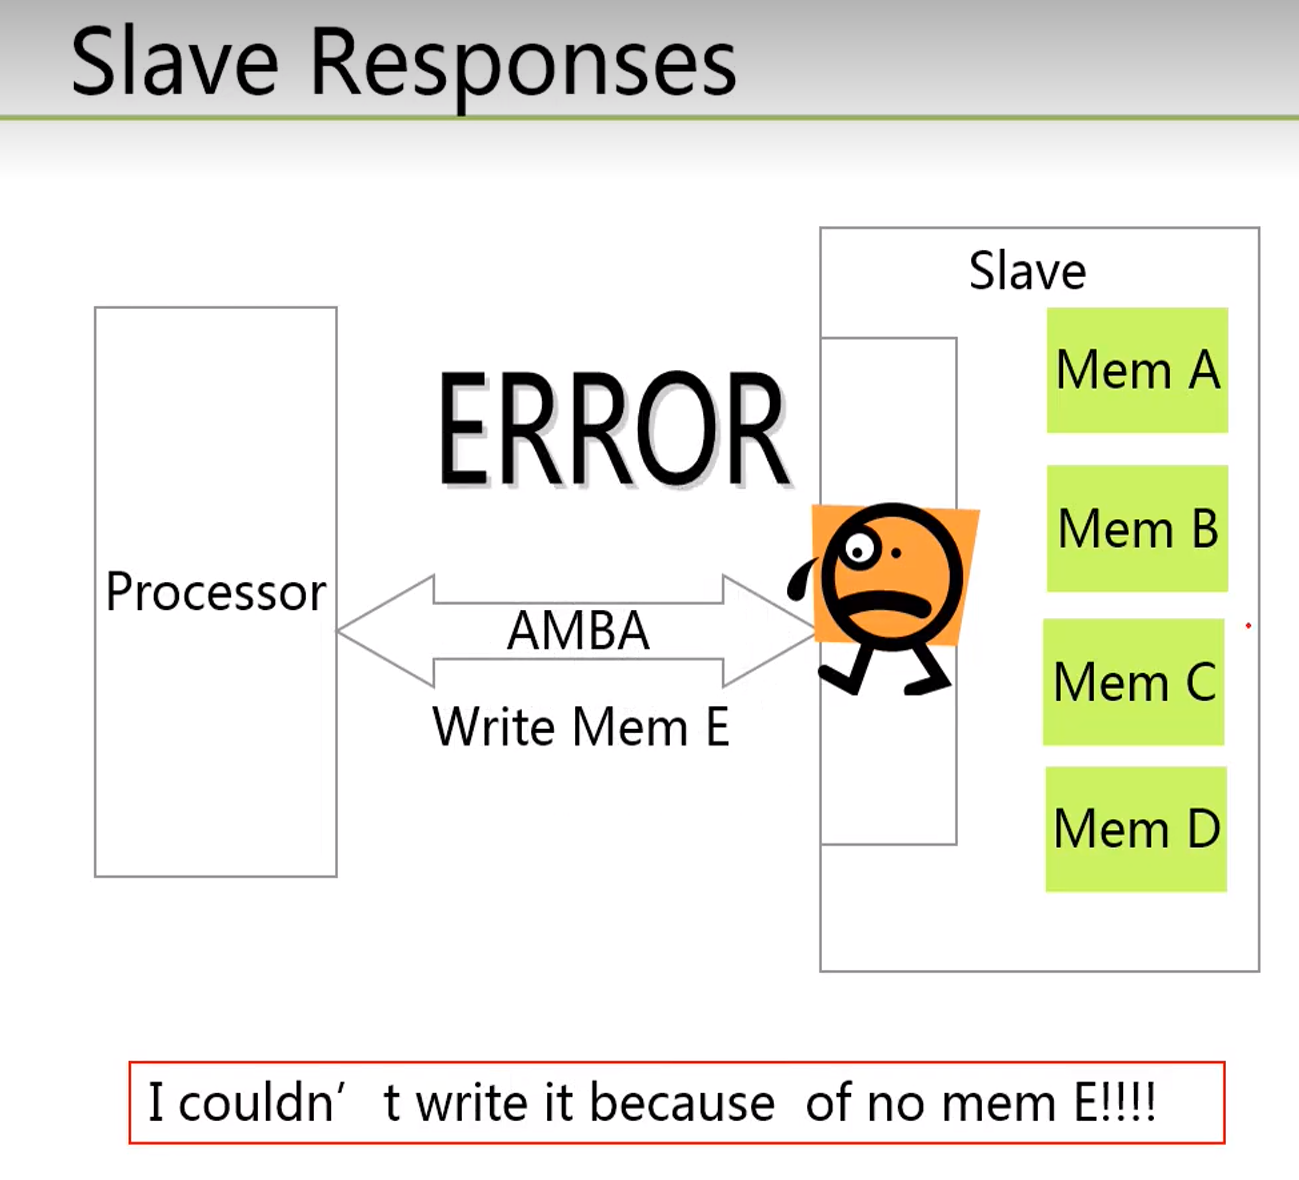 Slave Responses
Slave
Mem A
ERROR
Mem B
Processor
AMBA
Mem C
Write Mem E
Mem D
I couldn’ t write it because  of no mem E!!!!